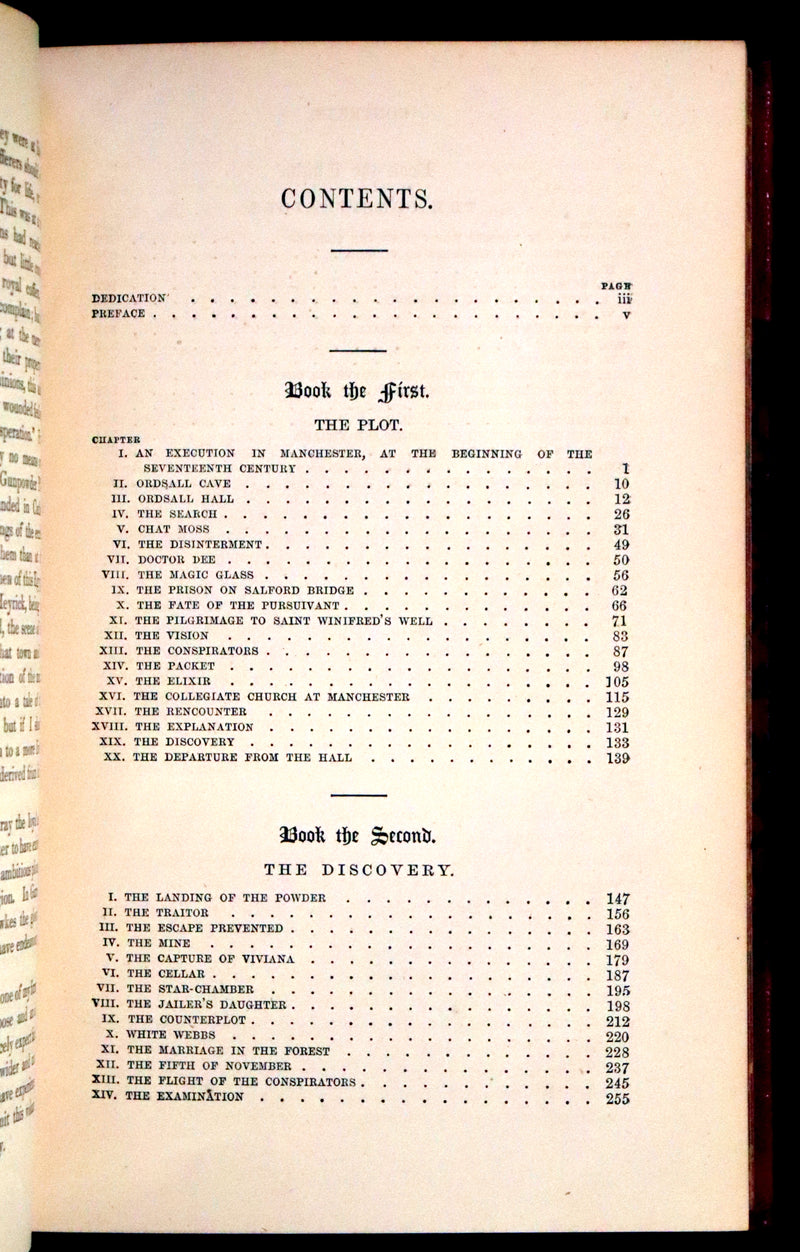 CONTENTS.
PAGE
DEDICATION . . . . . . . . . . . . . . . . . . . . . . iii
PREFACE . . . . . . . . . . . . . . . . . . . . . . . v
Book the First.
THE PLOT.
CHAPTER
I. AN EXECUTION IN MANCHESTER, AT THE BEGINNING OF THE
SEVENTEENTH CENTURY . . . . . . . . . . . . . . . 1
II. ORDSALL CAVE . . . . . . . . . . . . . . . . . . 10
III. ORDSALL HALL . . . . . . . . . . . . . . . . . . 12
IV. THE SEARCH . . . . . . . . . . . . . . . . . . . 26
V. CHAT MOSS . . . . . . . . . . . . . . . . . . . 31
VI. THE DISINTERMENT . . . . . . . . . . . . . . . . . 49
VII. DOCTOR DEE . . . . . . . . . . . . . . . . . . . 50
VIII. THE MAGIC GLASS . . . . . . . . . . . . . . . . . 56
IX. THE PRISON ON SALFORD BRIDGE . . . . . . . . . . . . 62
X. THE FATE OF THE PURSUIVANT . . . . . . . . . . . . . 66
XI. THE PILGRIMAGE TO SAINT WINIFRED'S WELL . . . . . . . . 71
XII. THE VISION . . . . . . . . . . . . . . . . . . . 83
XIII. THE CONSPIRATORS . . . . . . . . . . . . . . . . . 87
XIV. THE PACKET . . . . . . . . . . . . . . . . . . . 98
XV. THE ELIXIR . . . . . . . . . . . . . . . . . . . 105
XVI. THE COLLEGIATE CHURCH AT MANCHESTER . . . . . . . . . 115
XVII. THE RENCOUNTER . . . . . . . . . . . . . . . . . 129
XVIII. THE EXPLANATION . . . . . . . . . . . . . . . . . 131
XIX. THE DISCOVERY . . . . . . . . . . . . . . . . . . 133
XX. THE DEPARTURE FROM THE HALL . . . . . . . . . . . . 139
Book the Second.
THE DISCOVERY.
I. THE LANDING OF THE POWDER . . . . . . . . . . . . . 147
II. THE TRAITOR . . . . . . . . . . . . . . . . . . . 156
III. THE ESCAPE PREVENTED . . . . . . . . . . . . . . . . 163
IV. THE MINE . . . . . . . . . . . . . . . . . . . . 169
V. THE CAPTURE OF VIVIANA . . . . . . . . . . . . . . . 179
VI. THE CELLAR . . . . . . . . . . . . . . . . . . . . 187
VII. THE STAR-CHAMBER . . . . . . . . . . . . . . . . . 195
VIII. THE JAILER'S DAUGHTER . . . . . . . . . . . . . . . . 198
IX. THE COUNTERPLOT . . . . . . . . . . . . . . . . . . 212
X. WHITE WEBBS . . . . . . . . . . . . . . . . . . . 220
XI. THE MARRIAGE IN THE FOREST . . . . . . . . . . . . . 228
XII. THE FIFTH OF NOVEMBER . . . . . . . . . . . . . . . 237
XIII. THE FLIGHT OF THE CONSPIRATORS . . . . . . . . . . . . 245
XIV. THE EXAMINATION . . . . . . . . . . . . . . . . . 255